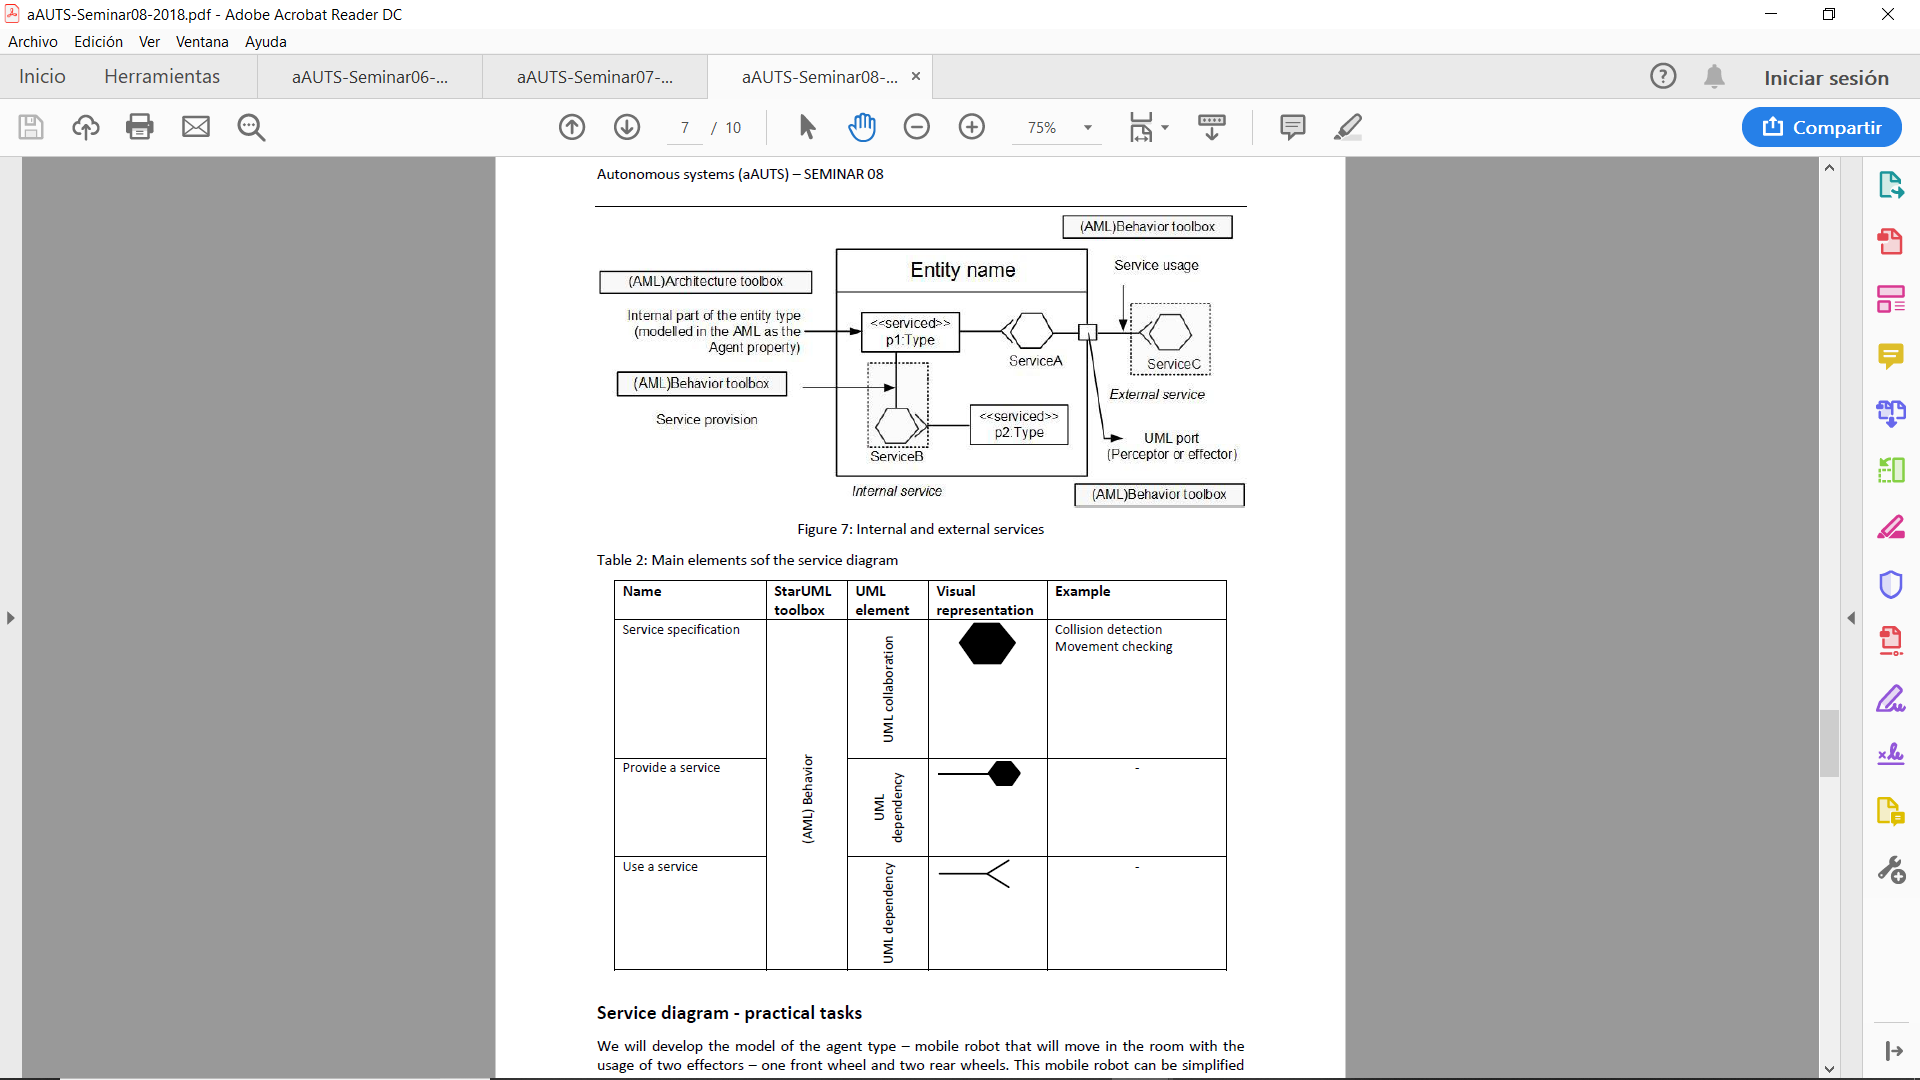 aAUTS-Seminar08-2018.pdf - Adobe Acrobat Reader DC
Archivo Edición Ver Ventana Ayuda
Inicio Herramientas aAUTS-Seminar06-... aAUTS-Seminar07-... aAUTS-Seminar08-... × Iniciar sesión
7 / 10 75% Compartir
Autonomous systems (aAUTS) – SEMINAR 08
(AML)Behavior toolbox
Entity name
Service usage
(AML)Architecture toolbox
Internal part of the entity type
(modelled in the AML as the
Agent property)
<<serviced>>
p1:Type
ServiceA
ServiceC
External service
(AML)Behavior toolbox
Service provision
<<serviced>>
p2:Type
ServiceB
UML port
(Perceptor or effector)
Internal service
(AML)Behavior toolbox
Figure 7: Internal and external services
Table 2: Main elements sof the service diagram
Name
StarUML
toolbox
UML
element
Visual
representation
Example
Service specification
(AML) Behavior
UML collaboration
Collision detection
Movement checking
Provide a service
UML
dependency
-
Use a service
UML dependency
-
Service diagram - practical tasks
We will develop the model of the agent type – mobile robot that will move in the room with the
usage of two effectors – one front wheel and two rear wheels. This mobile robot can be simplified